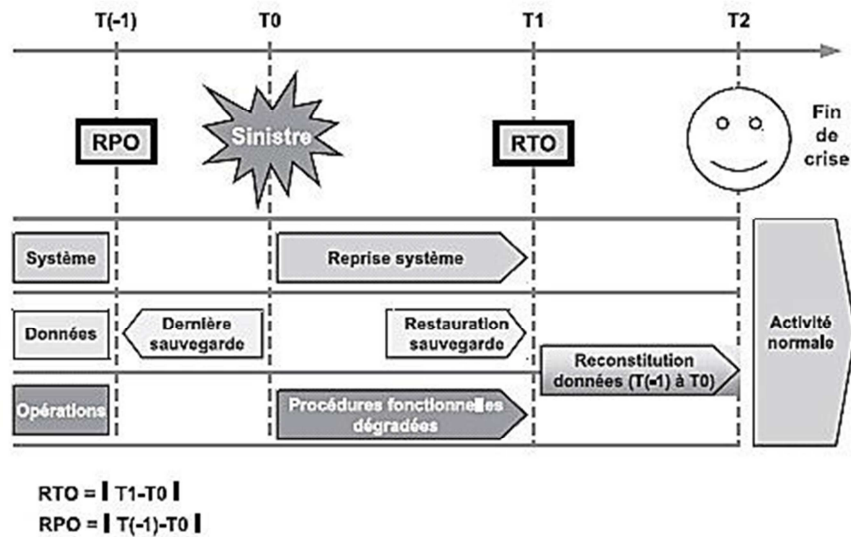 T(-1) T0 T1 T2
RPO
Sinistre
RTO
Fin
de
crise
Système
Reprise système
Données
Dernière
sauvegarde
Restauration
sauvegarde
Reconstitution
données (T(-1) à T0)
Activité
normale
Opérations
Procédures fonctionnelles
dégradées
RTO = | T1-T0 |
RPO = | T(-1)-T0 |